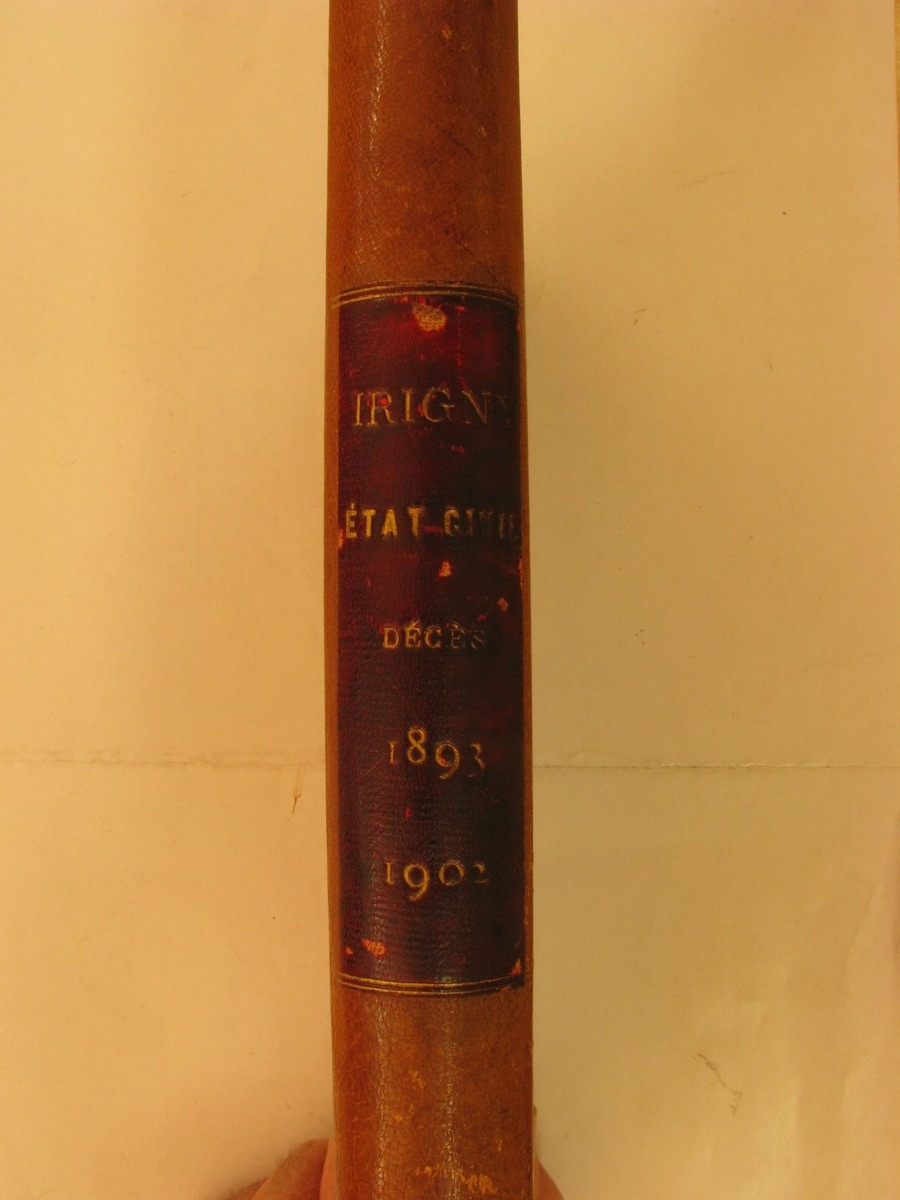 IRIGNY
ÉTAT CIVIL
DÉCÈS
1893
1902